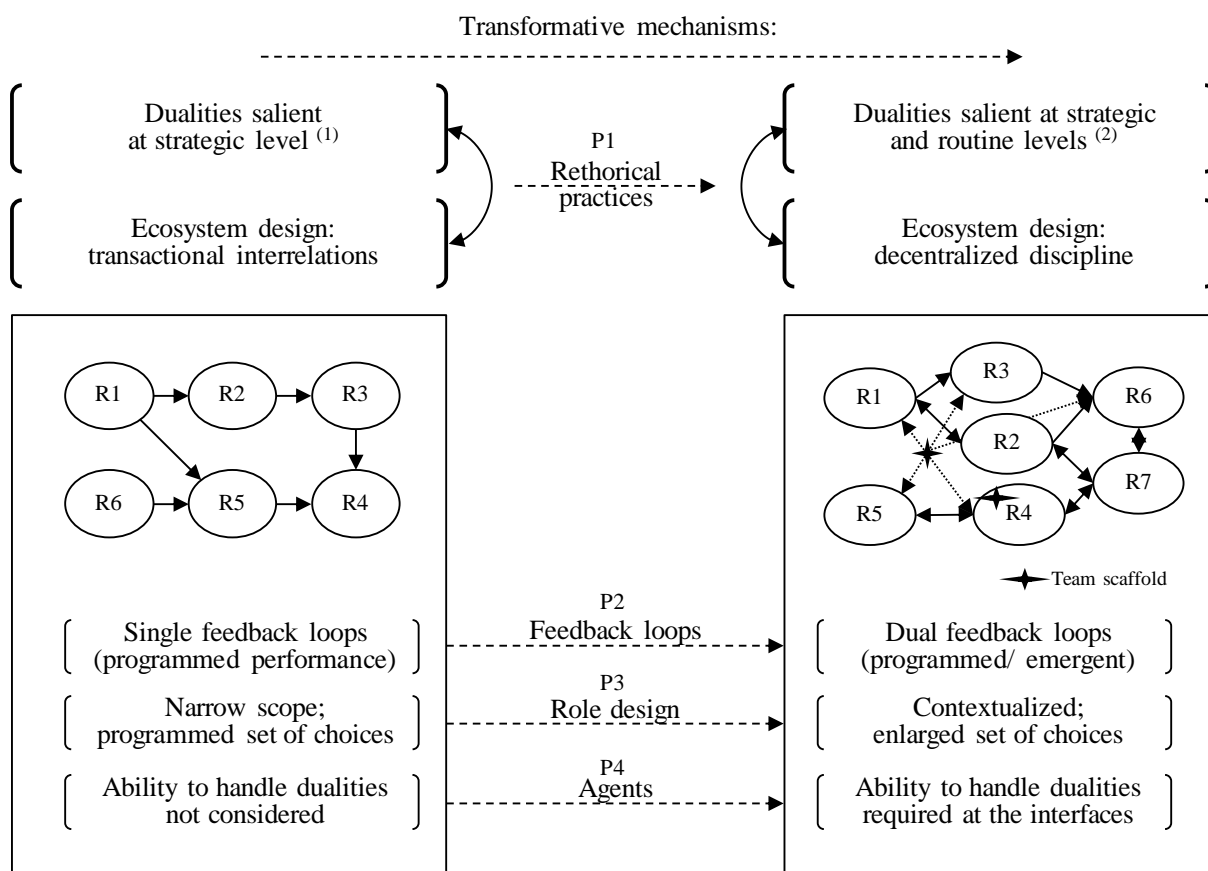 Transformative mechanisms:
Dualities salient
at strategic level (1)
Ecosystem design:
transactional interrelations
P1
Rethorical
practices
Dualities salient at strategic
and routine levels (2)
Ecosystem design:
decentralized discipline
R1
R2
R3
R6
R5
R4
R3
R1
R6
R2
R7
R5
R4
Team scaffold
Single feedback loops
(programmed performance)
P2
Feedback loops
Dual feedback loops
(programmed/ emergent)
Narrow scope;
programmed set of choices
P3
Role design
Contextualized;
enlarged set of choices
Ability to handle dualities
not considered
P4
Agents
Ability to handle dualities
required at the interfaces